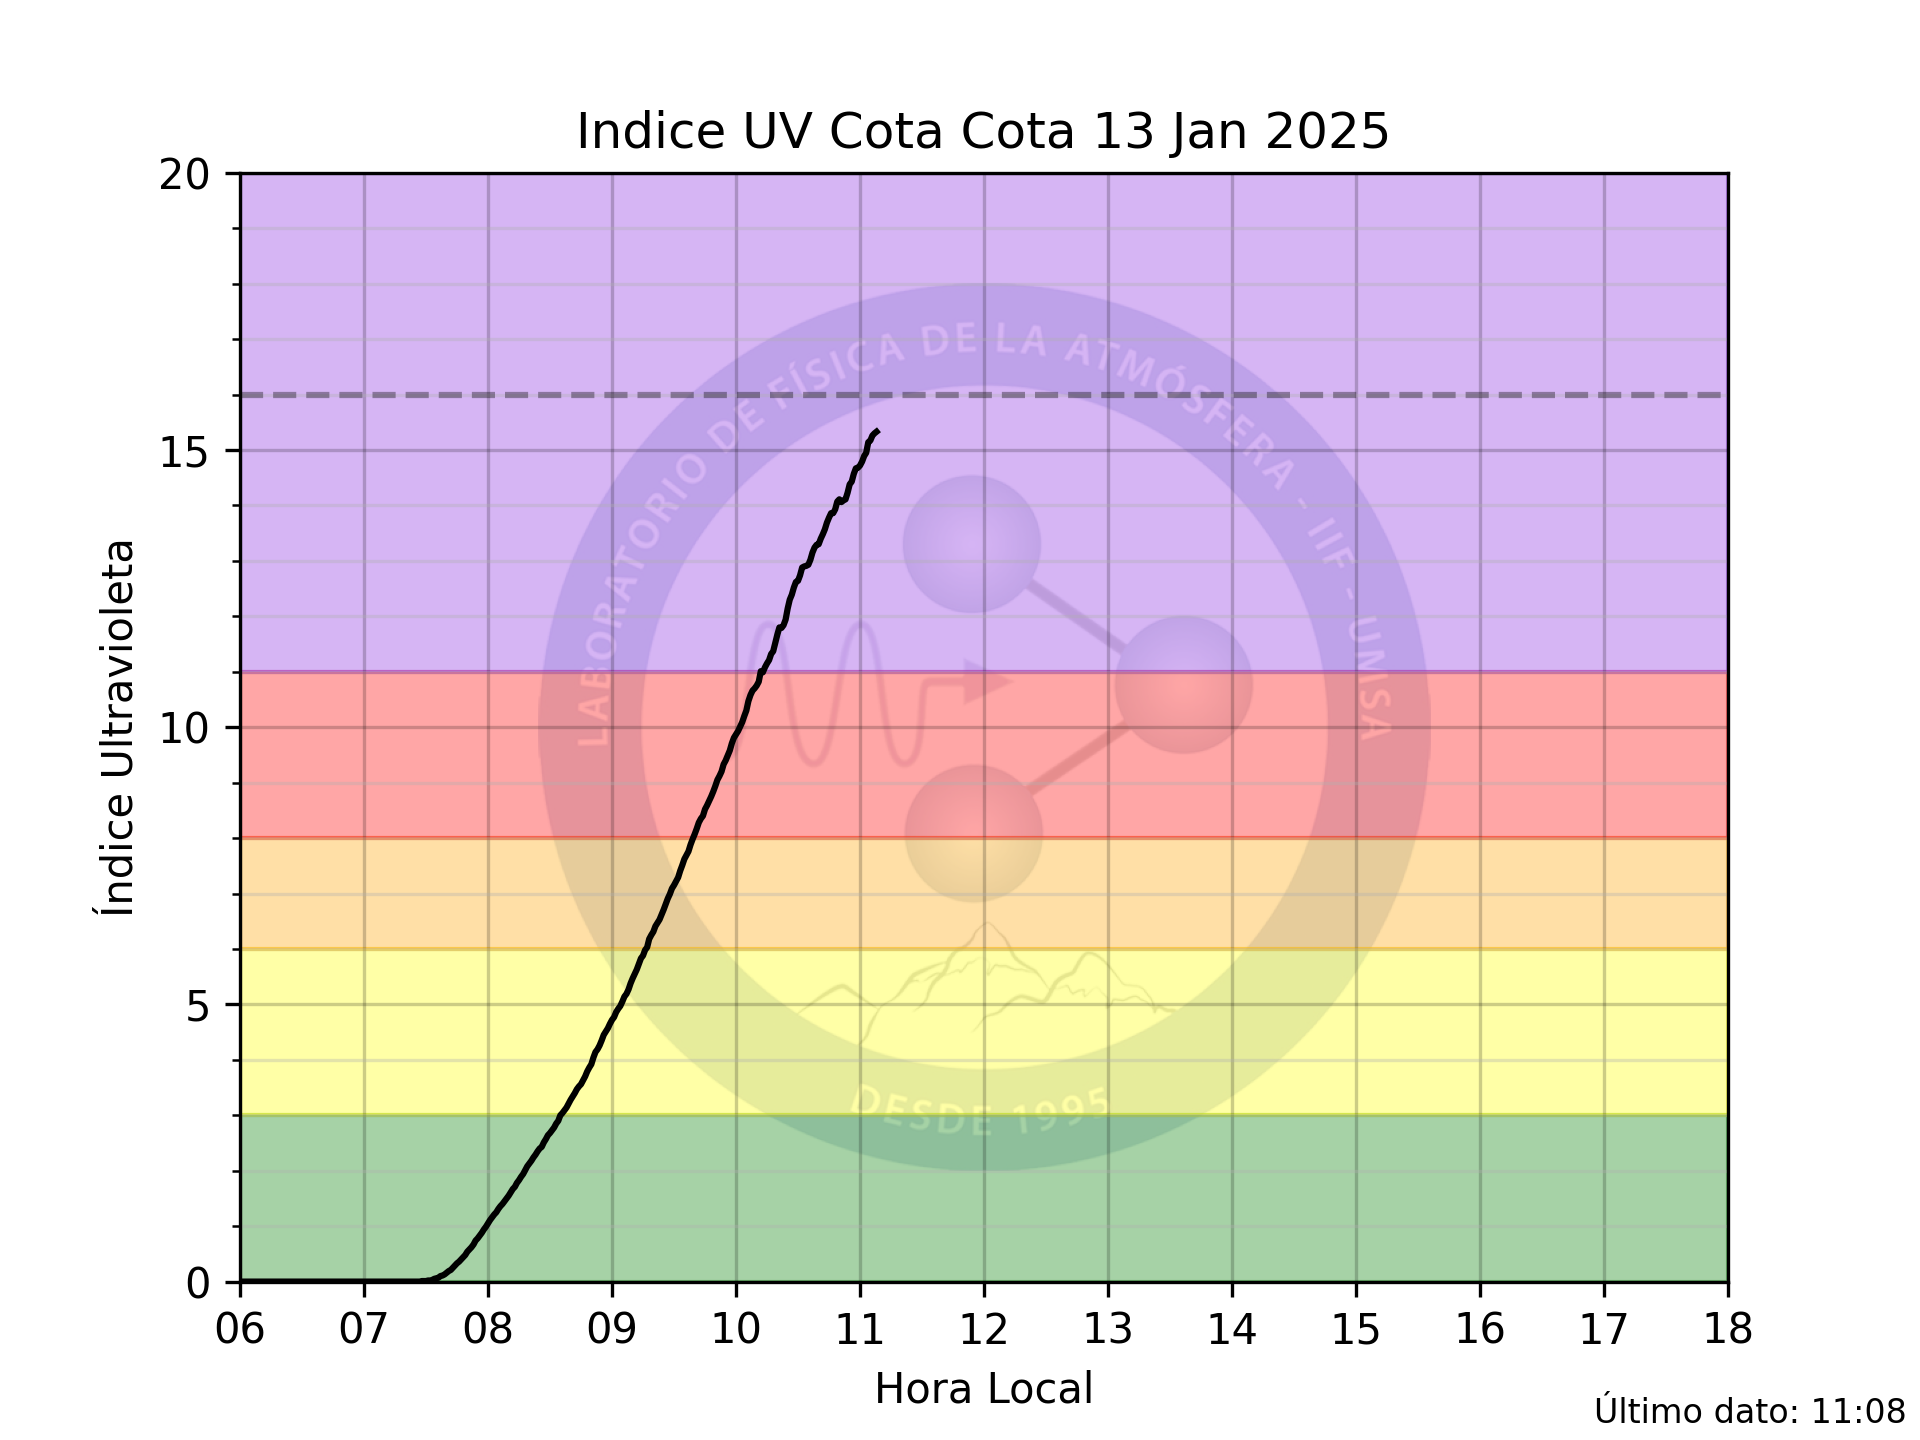 Indice UV Cota Cota 13 Jan 2025
20
15
10
5
0
Índice Ultravioleta
LABORATORIO DE FÍSICA DE LA ATMÓSFERA - IIF - UMSA
DESDE 1995
06 07 08 09 10 11 12 13 14 15 16 17 18
Hora Local
Último dato: 11:08